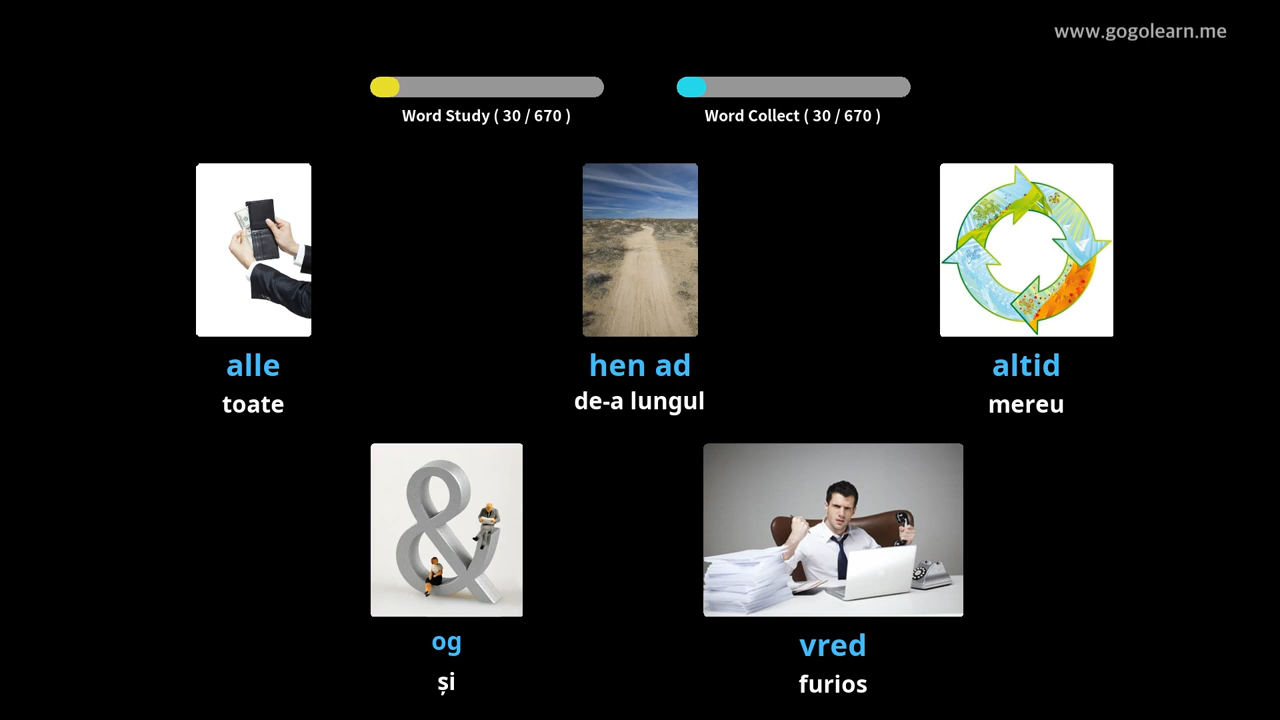 www.gogolearn.me
Word Study ( 30 / 670 )
Word Collect ( 30 / 670 )
alle
toate
hen ad
de-a lungul
altid
mereu
&
og
și
vred
furios